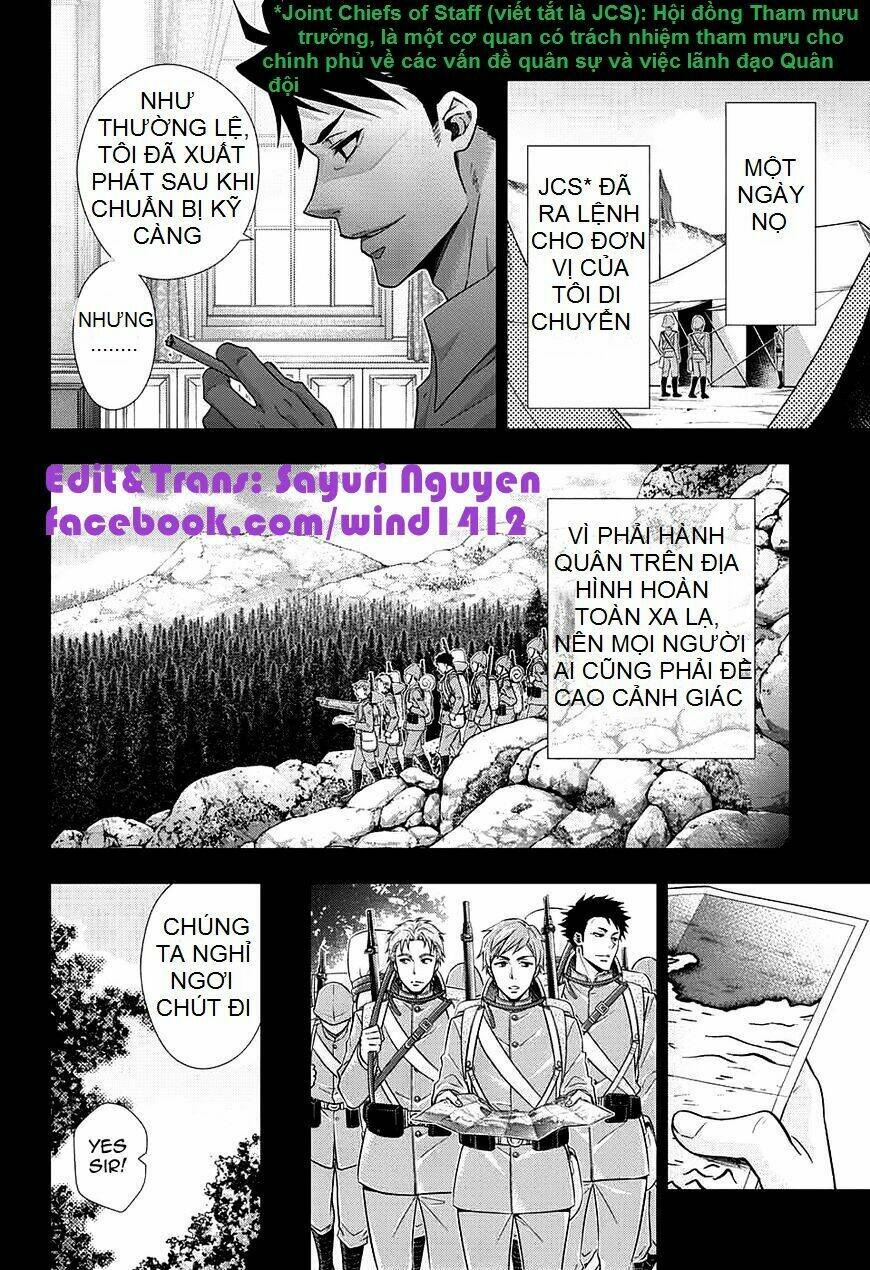 *Joint Chiefs of Staff (viết tắt là JCS): Hội đồng Tham mưu
trưởng, là một cơ quan có trách nhiệm tham mưu cho
chính phủ về các vấn đề quân sự và việc lãnh đạo Quân
đội
MỘT
NGÀY
NỌ
JCS* ĐÃ
RA LỆNH
CHO ĐƠN
VỊ CỦA
TÔI DI
CHUYỂN
NHƯ
THƯỜNG LỆ,
TÔI ĐÃ XUẤT
PHÁT SAU KHI
CHUẨN BỊ KỸ
CÀNG
NHƯNG
........
Edit&Trans: Sayuri Nguyen
facebook.com/wind1412
VÌ PHẢI HÀNH
QUÂN TRÊN ĐỊA
HÌNH HOÀN
TOÀN XA LẠ,
NÊN MỌI NGƯỜI
AI CŨNG PHẢI ĐỀ
CAO CẢNH GIÁC
CHÚNG
TA NGHỈ
NGƠI
CHÚT ĐI
YES
SIR!